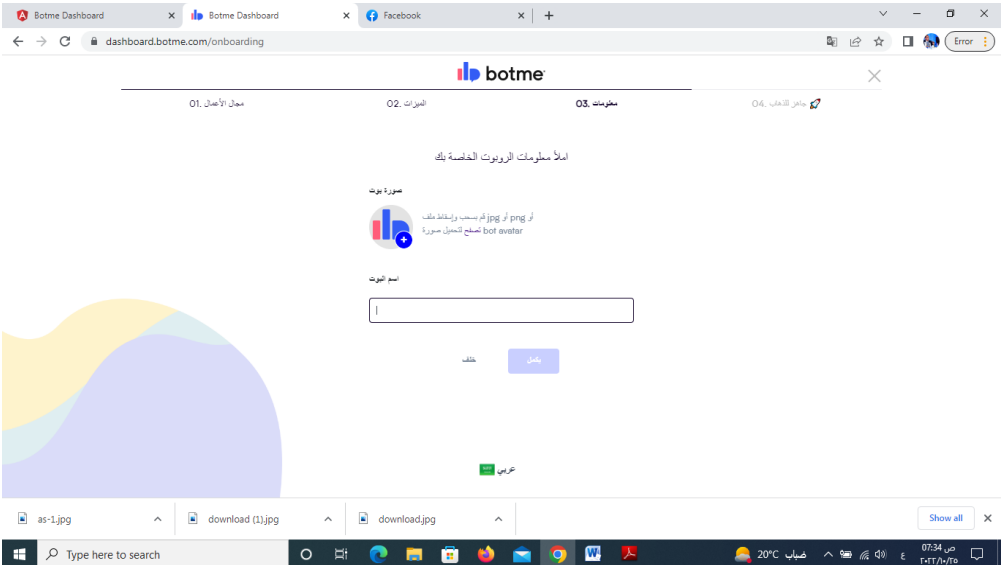 Botme Dashboard
Botme Dashboard
Facebook
dashboard.botme.com/onboarding
Error
botme
01. مجال الأعمال
02. الميزات
03. معلومات
04. جاهز للذهاب
املأ معلومات الروبوت الخاصة بك
صورة بوت
قم بسحب وإسقاط ملف jpg أو png أو
bot avatar تصفح لتحميل صورة
اسم البوت
خلف
يكمل
عربي
as-1.jpg
download (1).jpg
download.jpg
Show all
Type here to search
20°C ضباب
ع
07:34 ص
٢٠٢٢/١٠/٢٥